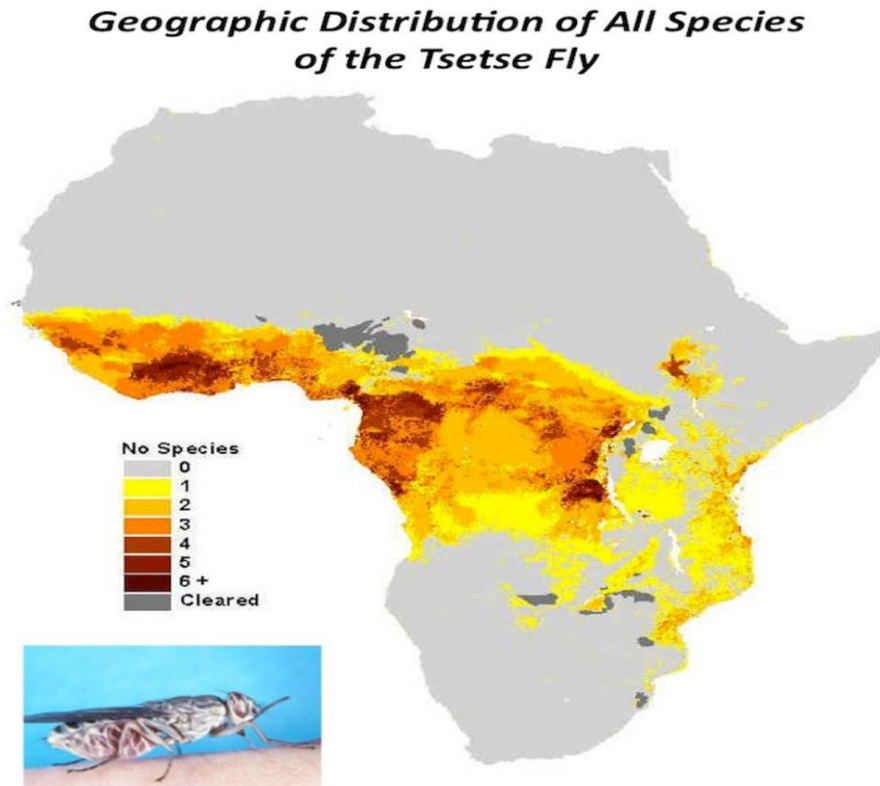 Geographic Distribution of All Species
of the Tsetse Fly
No Species
0
1
2
3
4
5
6 +
Cleared